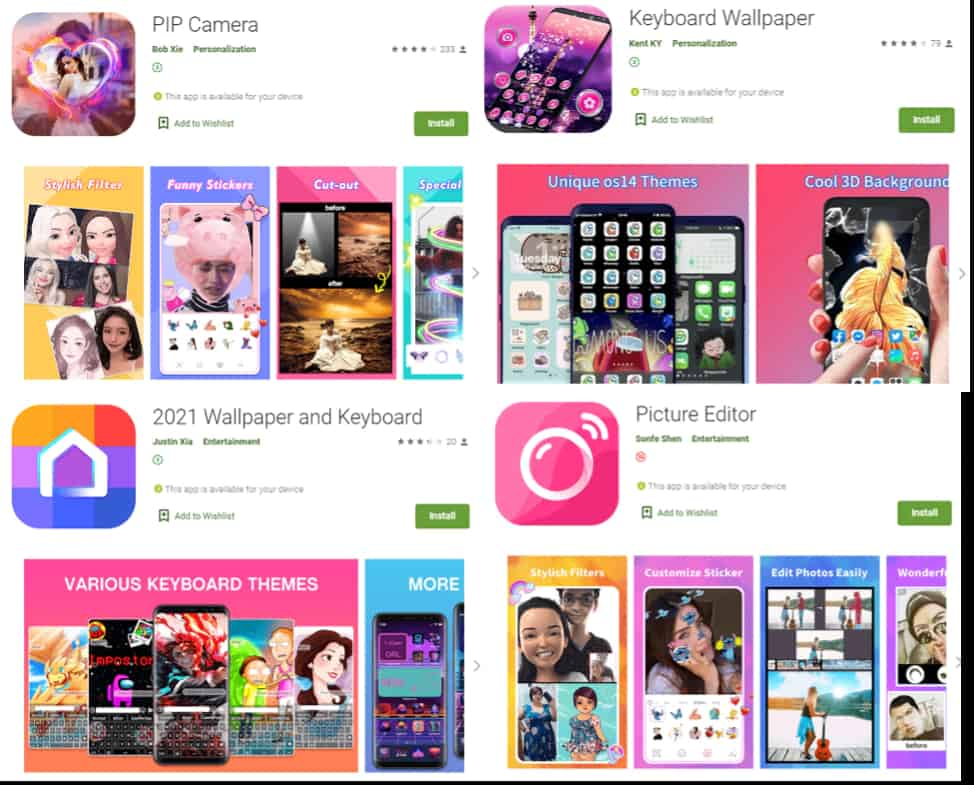 PIP Camera
Bob Xie Personalization
233
This app is available for your device
Add to Wishlist
Install
Stylish Filter
Funny Stickers
Cut-out
before
after
Special
Keyboard Wallpaper
Kent KY Personalization
79
This app is available for your device
Add to Wishlist
Install
Unique os14 Themes
Tuesday
AMONG US
Cool 3D Background
2021 Wallpaper and Keyboard
Justin Xia Entertainment
20
This app is available for your device
Add to Wishlist
Install
VARIOUS KEYBOARD THEMES
Impostor
MORE
Picture Editor
Sunfe Shen Entertainment
This app is available for your device
Add to Wishlist
Install
Stylish Filters
Customize Sticker
Edit Photos Easily
Wonderf
before